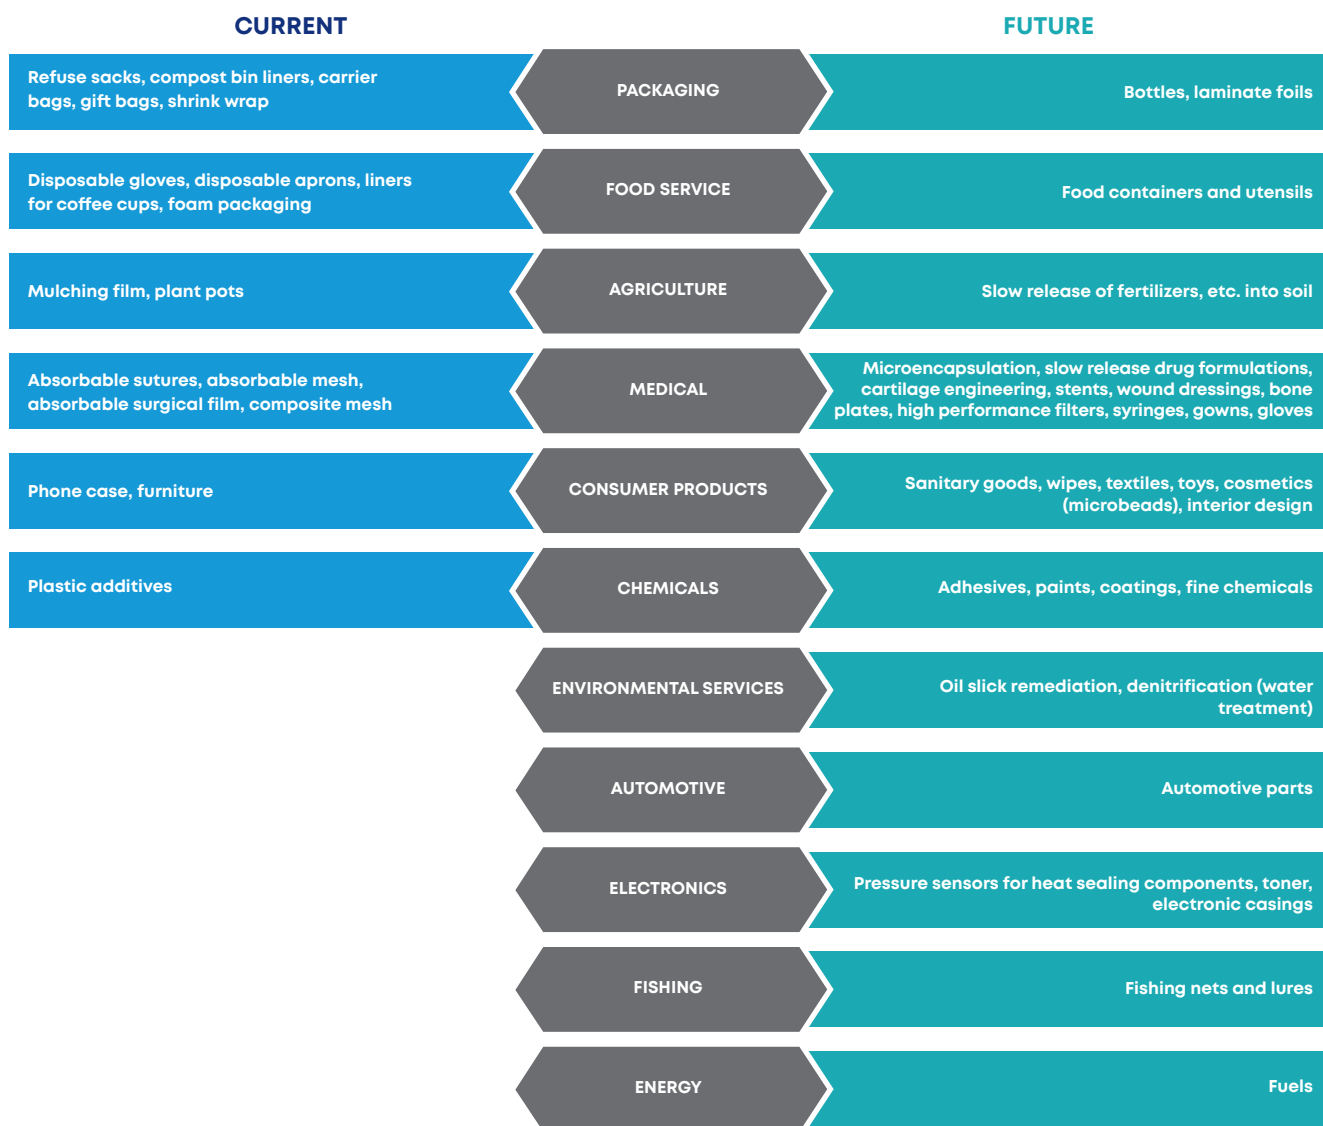 CURRENT
FUTURE
Refuse sacks, compost bin liners, carrier
bags, gift bags, shrink wrap
PACKAGING
Bottles, laminate foils
Disposable gloves, disposable aprons, liners
for coffee cups, foam packaging
FOOD SERVICE
Food containers and utensils
Mulching film, plant pots
AGRICULTURE
Slow release of fertilizers, etc. into soil
Absorbable sutures, absorbable mesh,
absorbable surgical film, composite mesh
MEDICAL
Microencapsulation, slow release drug formulations,
cartilage engineering, stents, wound dressings, bone
plates, high performance filters, syringes, gowns, gloves
Phone case, furniture
CONSUMER PRODUCTS
Sanitary goods, wipes, textiles, toys, cosmetics
(microbeads), interior design
Plastic additives
CHEMICALS
Adhesives, paints, coatings, fine chemicals
ENVIRONMENTAL SERVICES
Oil slick remediation, denitrification (water
treatment)
AUTOMOTIVE
Automotive parts
ELECTRONICS
Pressure sensors for heat sealing components, toner,
electronic casings
FISHING
Fishing nets and lures
ENERGY
Fuels